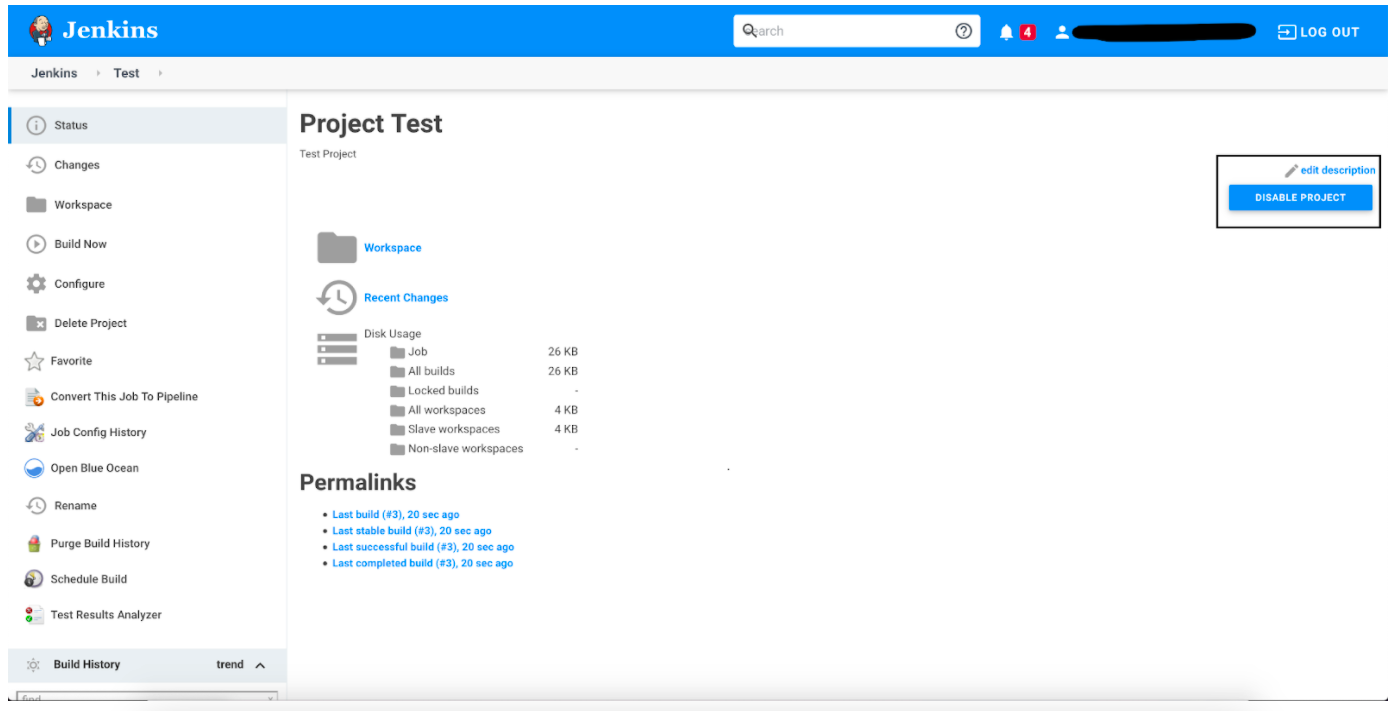 Jenkins
Search
4
LOG OUT
Jenkins Test
Status
Changes
Workspace
Build Now
Configure
Delete Project
Favorite
Convert This Job To Pipeline
Job Config History
Open Blue Ocean
Rename
Purge Build History
Schedule Build
Test Results Analyzer
Build History trend
find
Project Test
Test Project
edit description
DISABLE PROJECT
Workspace
Recent Changes
Disk Usage
Job 26 KB
All builds 26 KB
Locked builds -
All workspaces 4 KB
Slave workspaces 4 KB
Non-slave workspaces -
Permalinks
Last build (#3), 20 sec ago
Last stable build (#3), 20 sec ago
Last successful build (#3), 20 sec ago
Last completed build (#3), 20 sec ago